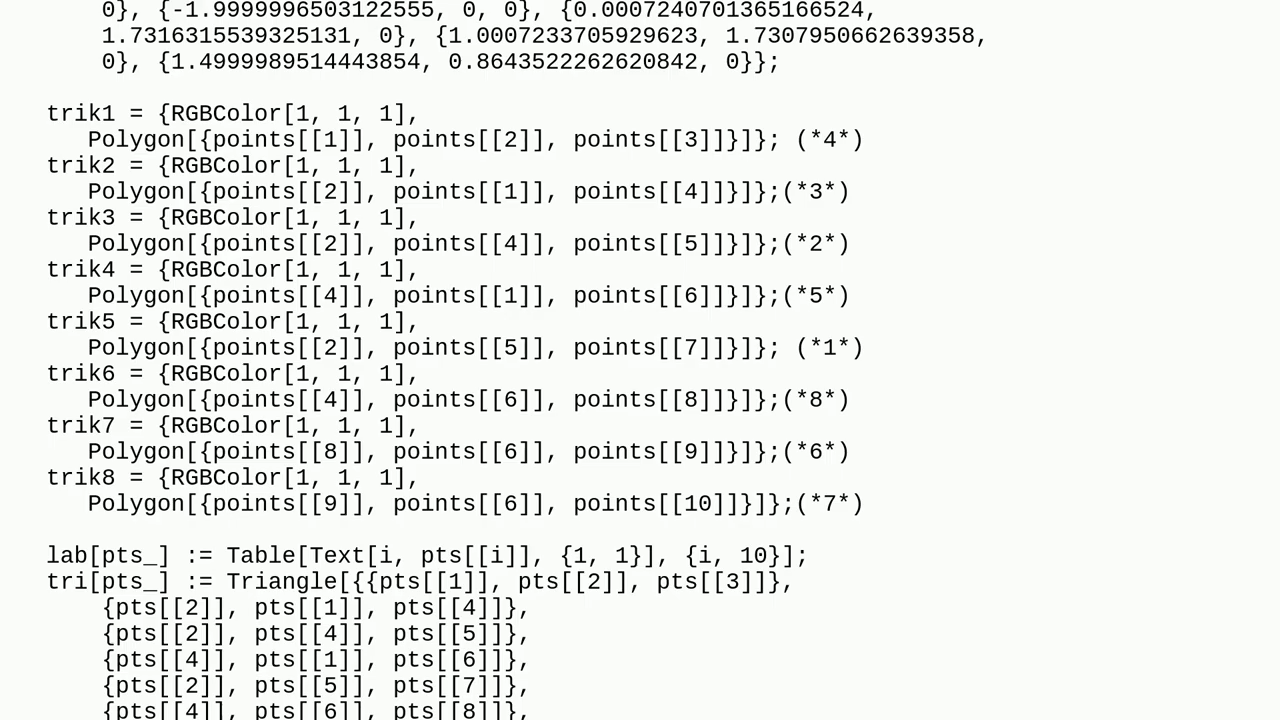 0}, {-1.9999996503122555, 0, 0}, {0.0007240701365166524,
1.7316315539325131, 0}, {1.0007233705929623, 1.7307950662639358,
0}, {1.4999989514443854, 0.8643522262620842, 0}};
trik1 = {RGBColor[1, 1, 1],
Polygon[{points[[1]], points[[2]], points[[3]]}]}; (*4*)
trik2 = {RGBColor[1, 1, 1],
Polygon[{points[[2]], points[[1]], points[[4]]}]};(*3*)
trik3 = {RGBColor[1, 1, 1],
Polygon[{points[[2]], points[[4]], points[[5]]}]};(*2*)
trik4 = {RGBColor[1, 1, 1],
Polygon[{points[[4]], points[[1]], points[[6]]}]};(*5*)
trik5 = {RGBColor[1, 1, 1],
Polygon[{points[[2]], points[[5]], points[[7]]}]}; (*1*)
trik6 = {RGBColor[1, 1, 1],
Polygon[{points[[4]], points[[6]], points[[8]]}]};(*8*)
trik7 = {RGBColor[1, 1, 1],
Polygon[{points[[8]], points[[6]], points[[9]]}]};(*6*)
trik8 = {RGBColor[1, 1, 1],
Polygon[{points[[9]], points[[6]], points[[10]]}]};(*7*)
lab[pts_] := Table[Text[i, pts[[i]], {1, 1}], {i, 10}];
tri[pts_] := Triangle[{{pts[[1]], pts[[2]], pts[[3]]},
{pts[[2]], pts[[1]], pts[[4]]},
{pts[[2]], pts[[4]], pts[[5]]},
{pts[[4]], pts[[1]], pts[[6]]},
{pts[[2]], pts[[5]], pts[[7]]},
{pts[[4]], pts[[6]], pts[[8]]},